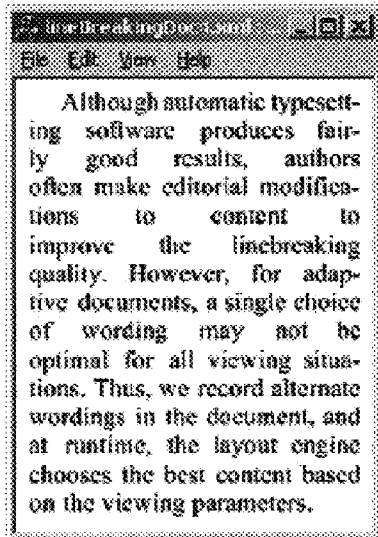 LineBreakingDoc1.xml
File Edit View Help
Although automatic typesett-
ing software produces fair-
ly good results, authors
often make editorial modifica-
tions to content to
improve the linebreaking
quality. However, for adap-
tive documents, a single choice
of wording may not be
optimal for all viewing situa-
tions. Thus, we record alternate
wordings in the document, and
at runtime, the layout engine
chooses the best content based
on the viewing parameters.